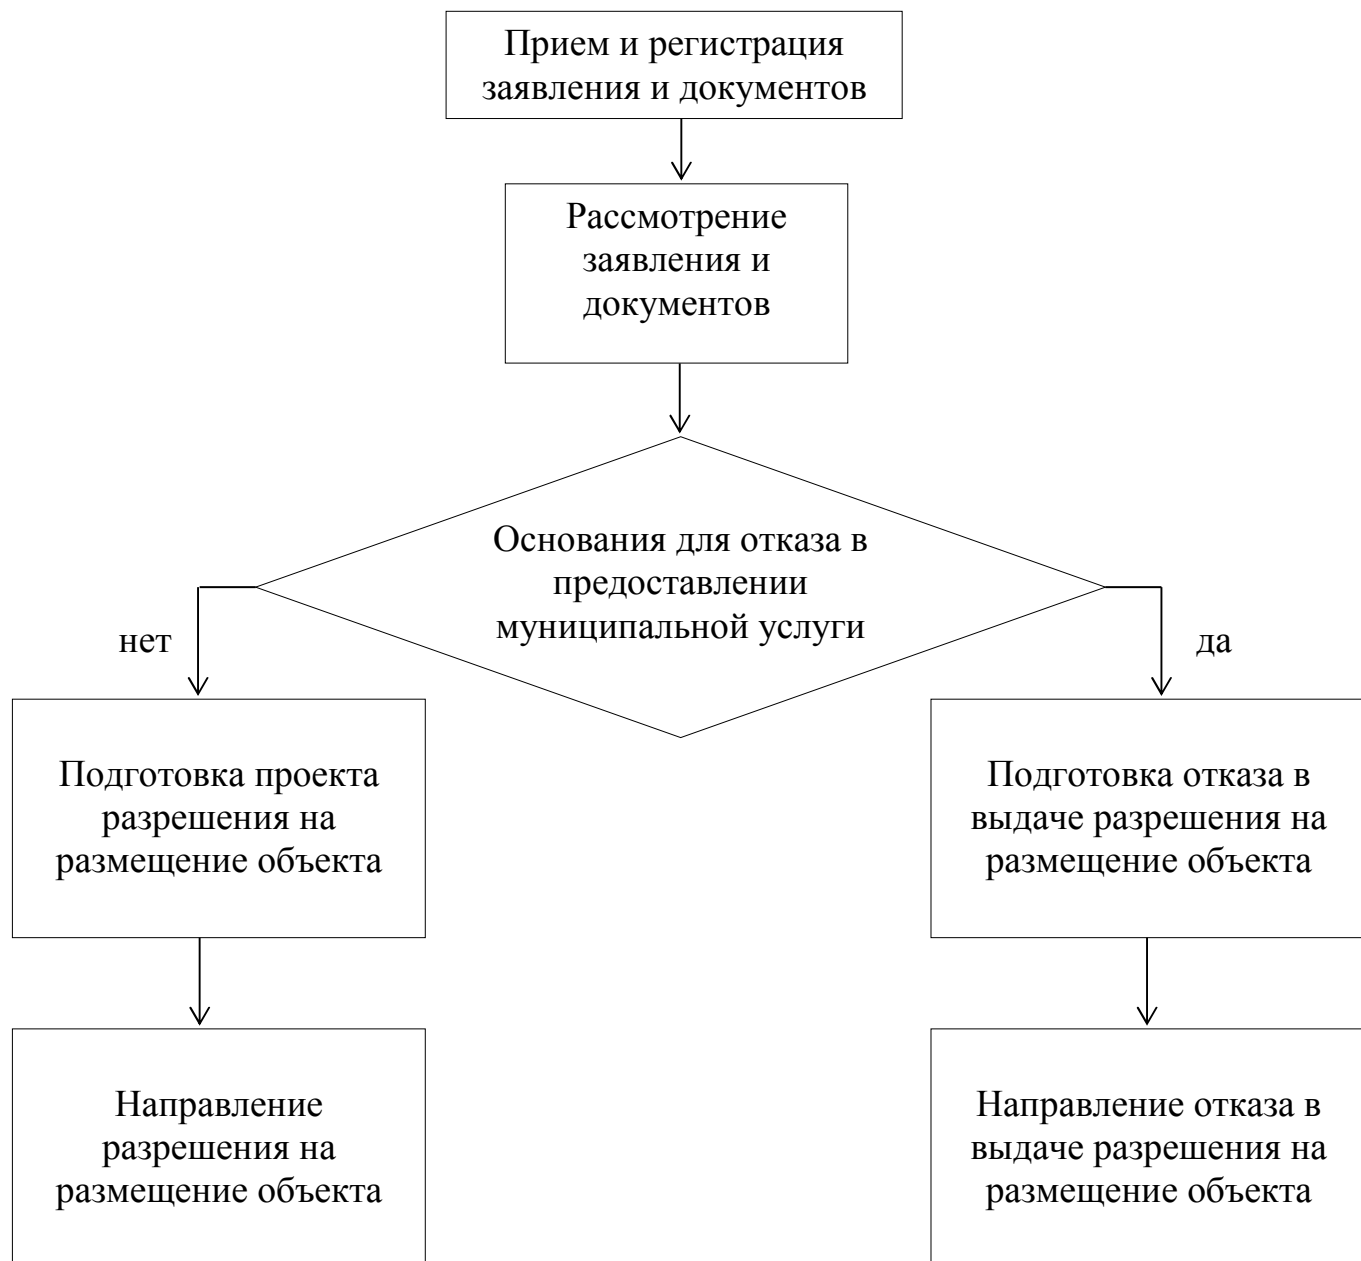 Прием и регистрация
заявления и документов
Рассмотрение
заявления и
документов
Основания для отказа в
предоставлении
муниципальной услуги
нет
да
Подготовка проекта
разрешения на
размещение объекта
Подготовка отказа в
выдаче разрешения на
размещение объекта
Направление
разрешения на
размещение объекта
Направление отказа в
выдаче разрешения на
размещение объекта